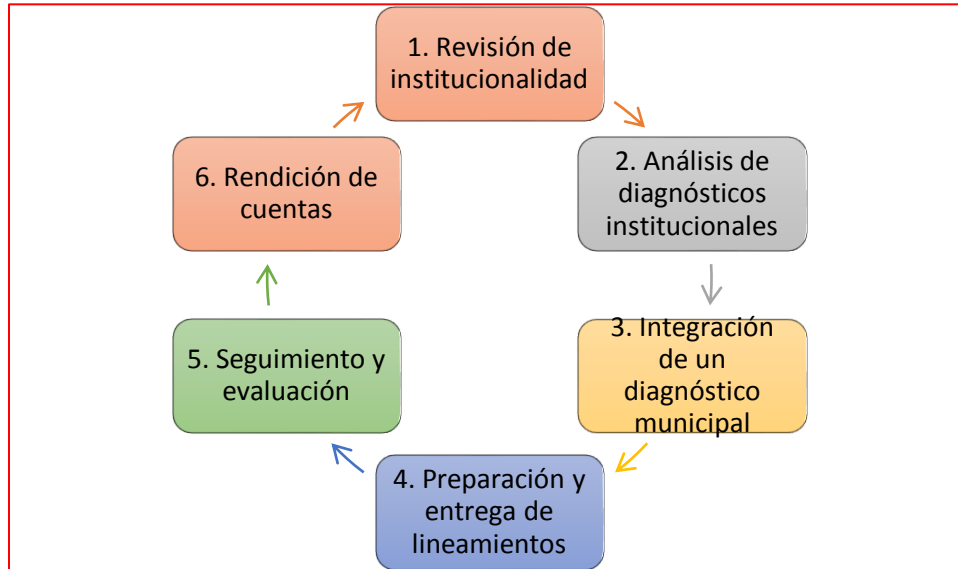 1. Revisión de
institucionalidad
2. Análisis de
diagnósticos
institucionales
3. Integración
de un
diagnóstico
municipal
4. Preparación y
entrega de
lineamientos
5. Seguimiento y
evaluación
6. Rendición de
cuentas